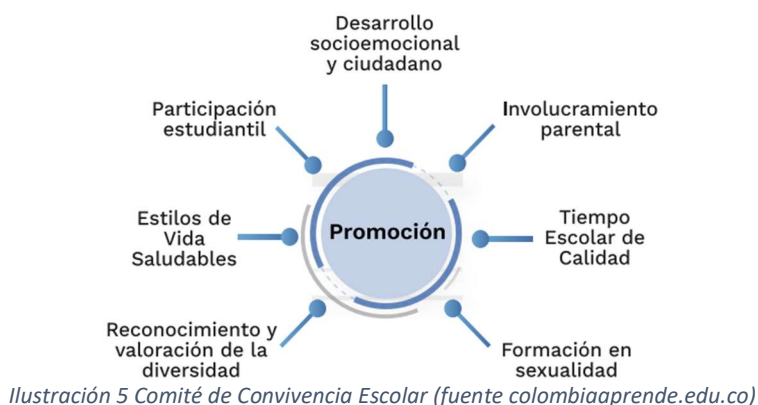 Desarrollo
socioemocional
y ciudadano
Participación
estudiantil
Involucramiento
parental
Estilos de
Vida
Saludables
Promoción
Tiempo
Escolar de
Calidad
Reconocimiento y
valoración de la
diversidad
Formación en
sexualidad
Ilustración 5 Comité de Convivencia Escolar (fuente colombiaaprende.edu.co)